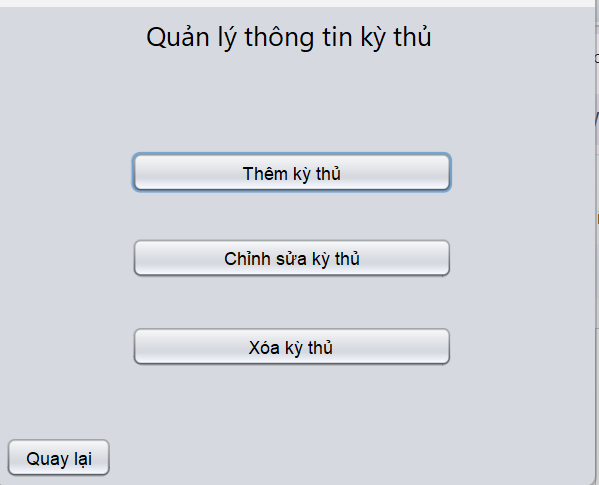 Quản lý thông tin kỳ thủ
Thêm kỳ thủ
Chỉnh sửa kỳ thủ
Xóa kỳ thủ
Quay lại